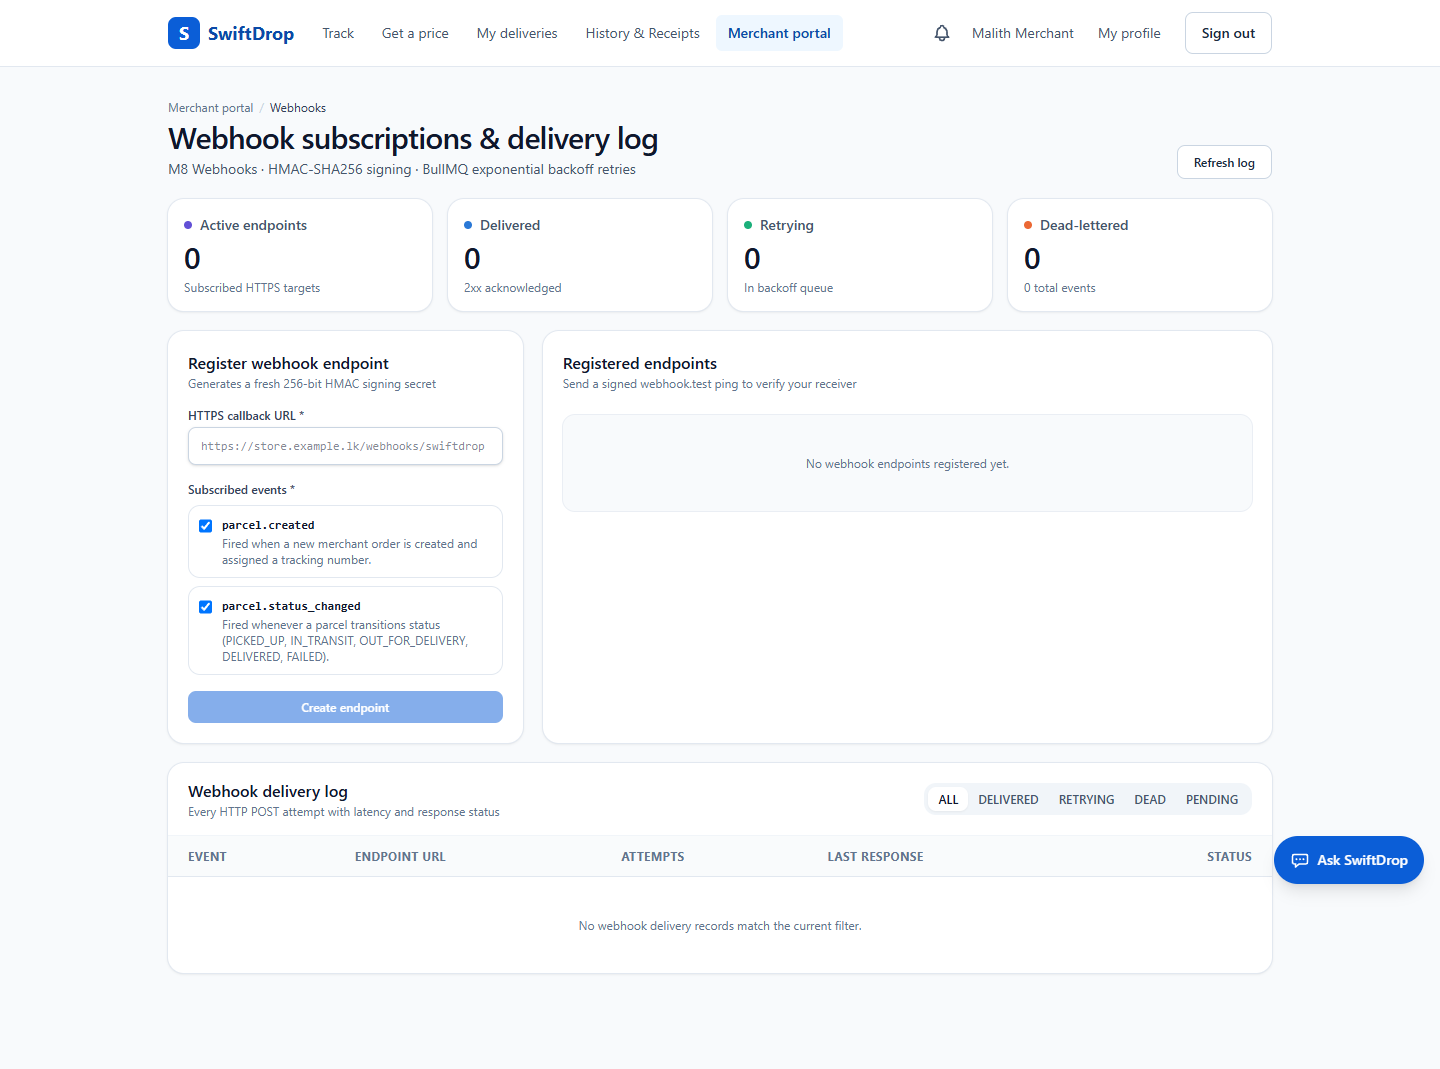 S SwiftDrop
Track
Get a price
My deliveries
History & Receipts
Merchant portal
Malith Merchant
My profile
Sign out
Merchant portal / Webhooks
Webhook subscriptions & delivery log
M8 Webhooks · HMAC-SHA256 signing · BullMQ exponential backoff retries
Refresh log
Active endpoints
0
Subscribed HTTPS targets
Delivered
0
2xx acknowledged
Retrying
0
In backoff queue
Dead-lettered
0
0 total events
Register webhook endpoint
Generates a fresh 256-bit HMAC signing secret
HTTPS callback URL *
https://store.example.lk/webhooks/swiftdrop
Subscribed events *
parcel.created
Fired when a new merchant order is created and
assigned a tracking number.
parcel.status_changed
Fired whenever a parcel transitions status
(PICKED_UP, IN_TRANSIT, OUT_FOR_DELIVERY,
DELIVERED, FAILED).
Create endpoint
Registered endpoints
Send a signed webhook.test ping to verify your receiver
No webhook endpoints registered yet.
Webhook delivery log
Every HTTP POST attempt with latency and response status
ALL
DELIVERED
RETRYING
DEAD
PENDING
EVENT
ENDPOINT URL
ATTEMPTS
LAST RESPONSE
STATUS
No webhook delivery records match the current filter.
Ask SwiftDrop